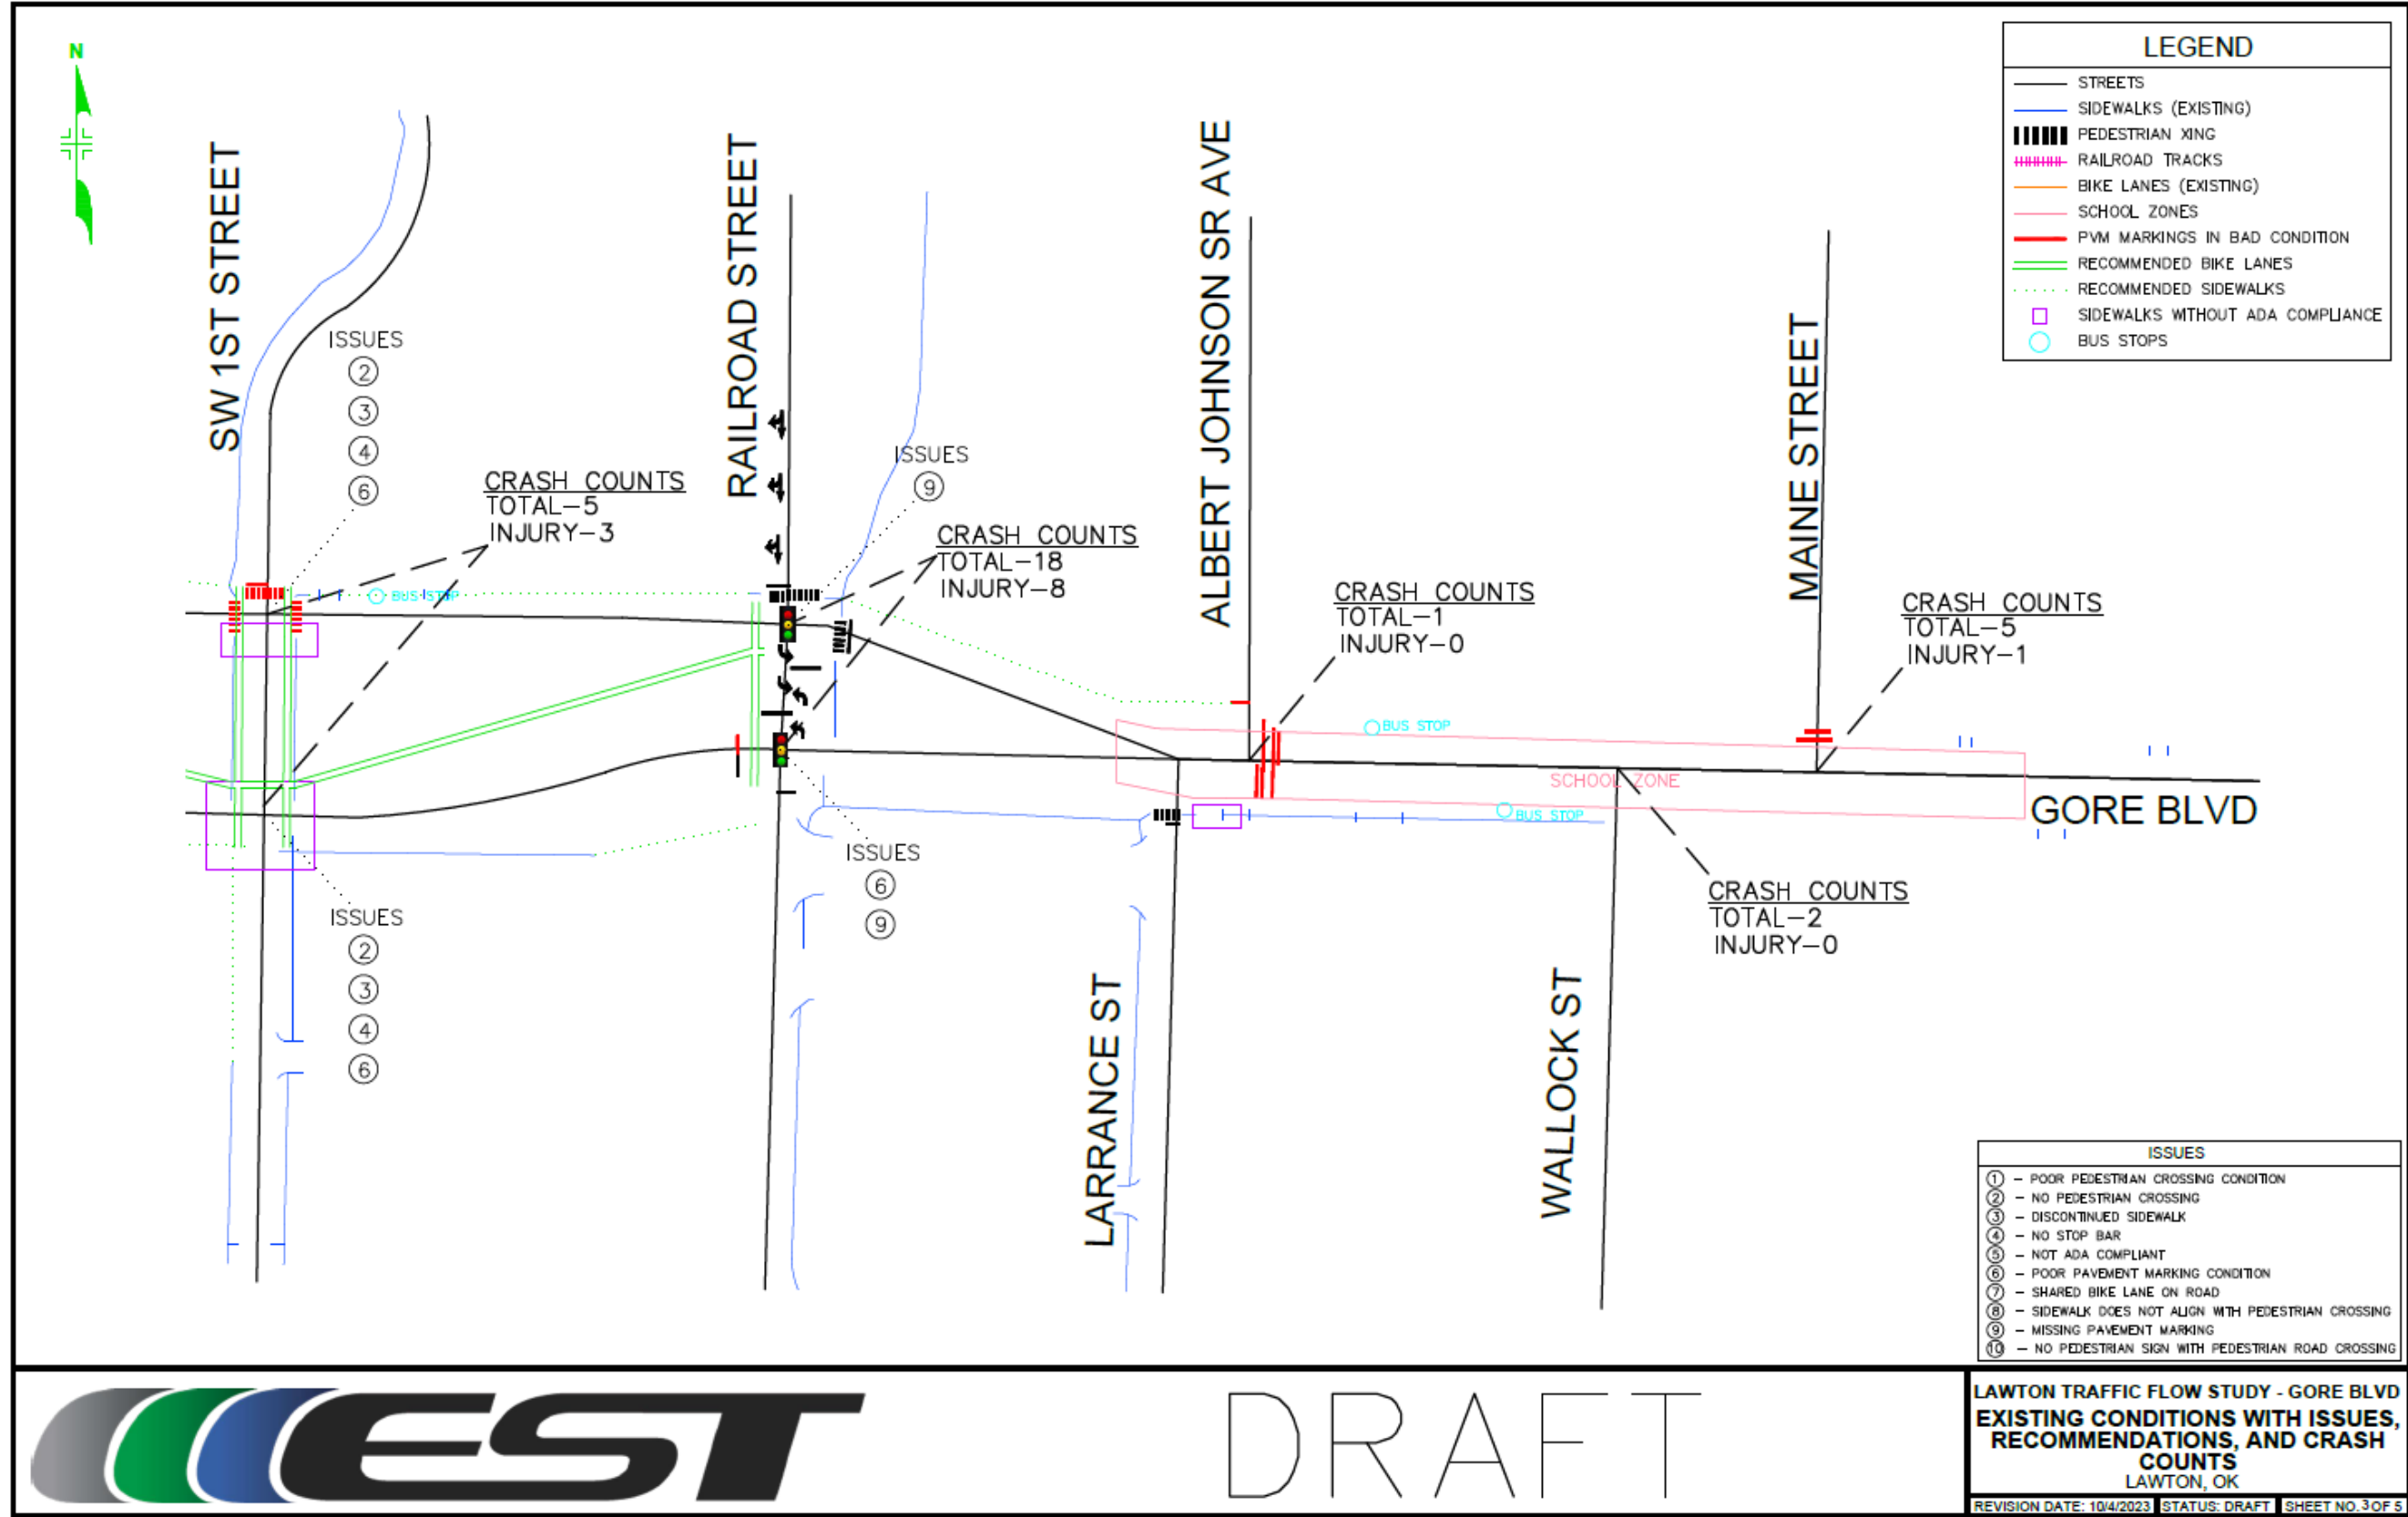 N
LEGEND
STREETS
SIDEWALKS (EXISTING)
PEDESTRIAN XING
RAILROAD TRACKS
BIKE LANES (EXISTING)
SCHOOL ZONES
PVM MARKINGS IN BAD CONDITION
RECOMMENDED BIKE LANES
RECOMMENDED SIDEWALKS
SIDEWALKS WITHOUT ADA COMPLIANCE
BUS STOPS
SW 1ST STREET
RAILROAD STREET
ALBERT JOHNSON SR AVE
MAINE STREET
ISSUES
2
3
4
6
CRASH COUNTS
TOTAL-5
INJURY-3
ISSUES
9
CRASH COUNTS
TOTAL-18
INJURY-8
CRASH COUNTS
TOTAL-1
INJURY-0
CRASH COUNTS
TOTAL-5
INJURY-1
BUS STOP
BUS STOP
SCHOOL ZONE
BUS STOP
GORE BLVD
ISSUES
6
9
CRASH COUNTS
TOTAL-2
INJURY-0
ISSUES
2
3
4
6
LARRANCE ST
WALLOCK ST
ISSUES
1 - POOR PEDESTRIAN CROSSING CONDITION
2 - NO PEDESTRIAN CROSSING
3 - DISCONTINUED SIDEWALK
4 - NO STOP BAR
5 - NOT ADA COMPLIANT
6 - POOR PAVEMENT MARKING CONDITION
7 - SHARED BIKE LANE ON ROAD
8 - SIDEWALK DOES NOT ALIGN WITH PEDESTRIAN CROSSING
9 - MISSING PAVEMENT MARKING
10 - NO PEDESTRIAN SIGN WITH PEDESTRIAN ROAD CROSSING
EST
DRAFT
LAWTON TRAFFIC FLOW STUDY - GORE BLVD
EXISTING CONDITIONS WITH ISSUES,
RECOMMENDATIONS, AND CRASH
COUNTS
LAWTON, OK
REVISION DATE: 10/4/2023 STATUS: DRAFT SHEET NO. 3 OF 5